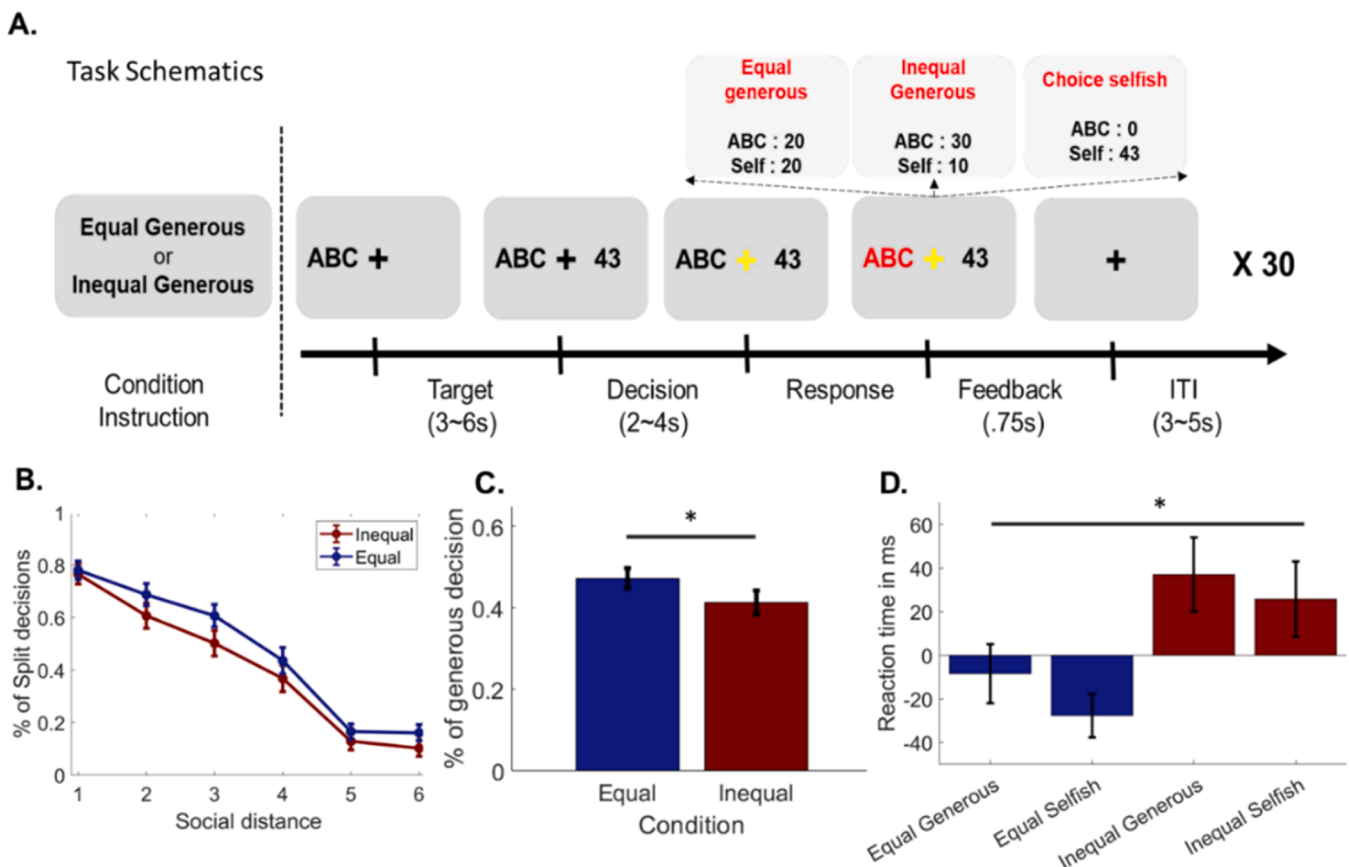 A.
Task Schematics
Equal
generous
ABC : 20
Self : 20
Inequal
Generous
ABC : 30
Self : 10
Choice selfish
ABC : 0
Self : 43
Equal Generous
or
Inequal Generous
ABC +
ABC + 43
ABC + 43
ABC + 43
+
X 30
Condition
Instruction
Target
(3~6s)
Decision
(2~4s)
Response
Feedback
(.75s)
ITI
(3~5s)
B.
% of Split decisions
1
0.8
0.6
0.4
0.2
0
1 2 3 4 5 6
Social distance
Inequal
Equal
C.
% of generous decision
0.6
0.4
0.2
0
*
Equal Inequal
Condition
D.
Reaction time in ms
60
40
20
0
-20
-40
*
Equal Generous
Equal Selfish
Inequal Generous
Inequal Selfish